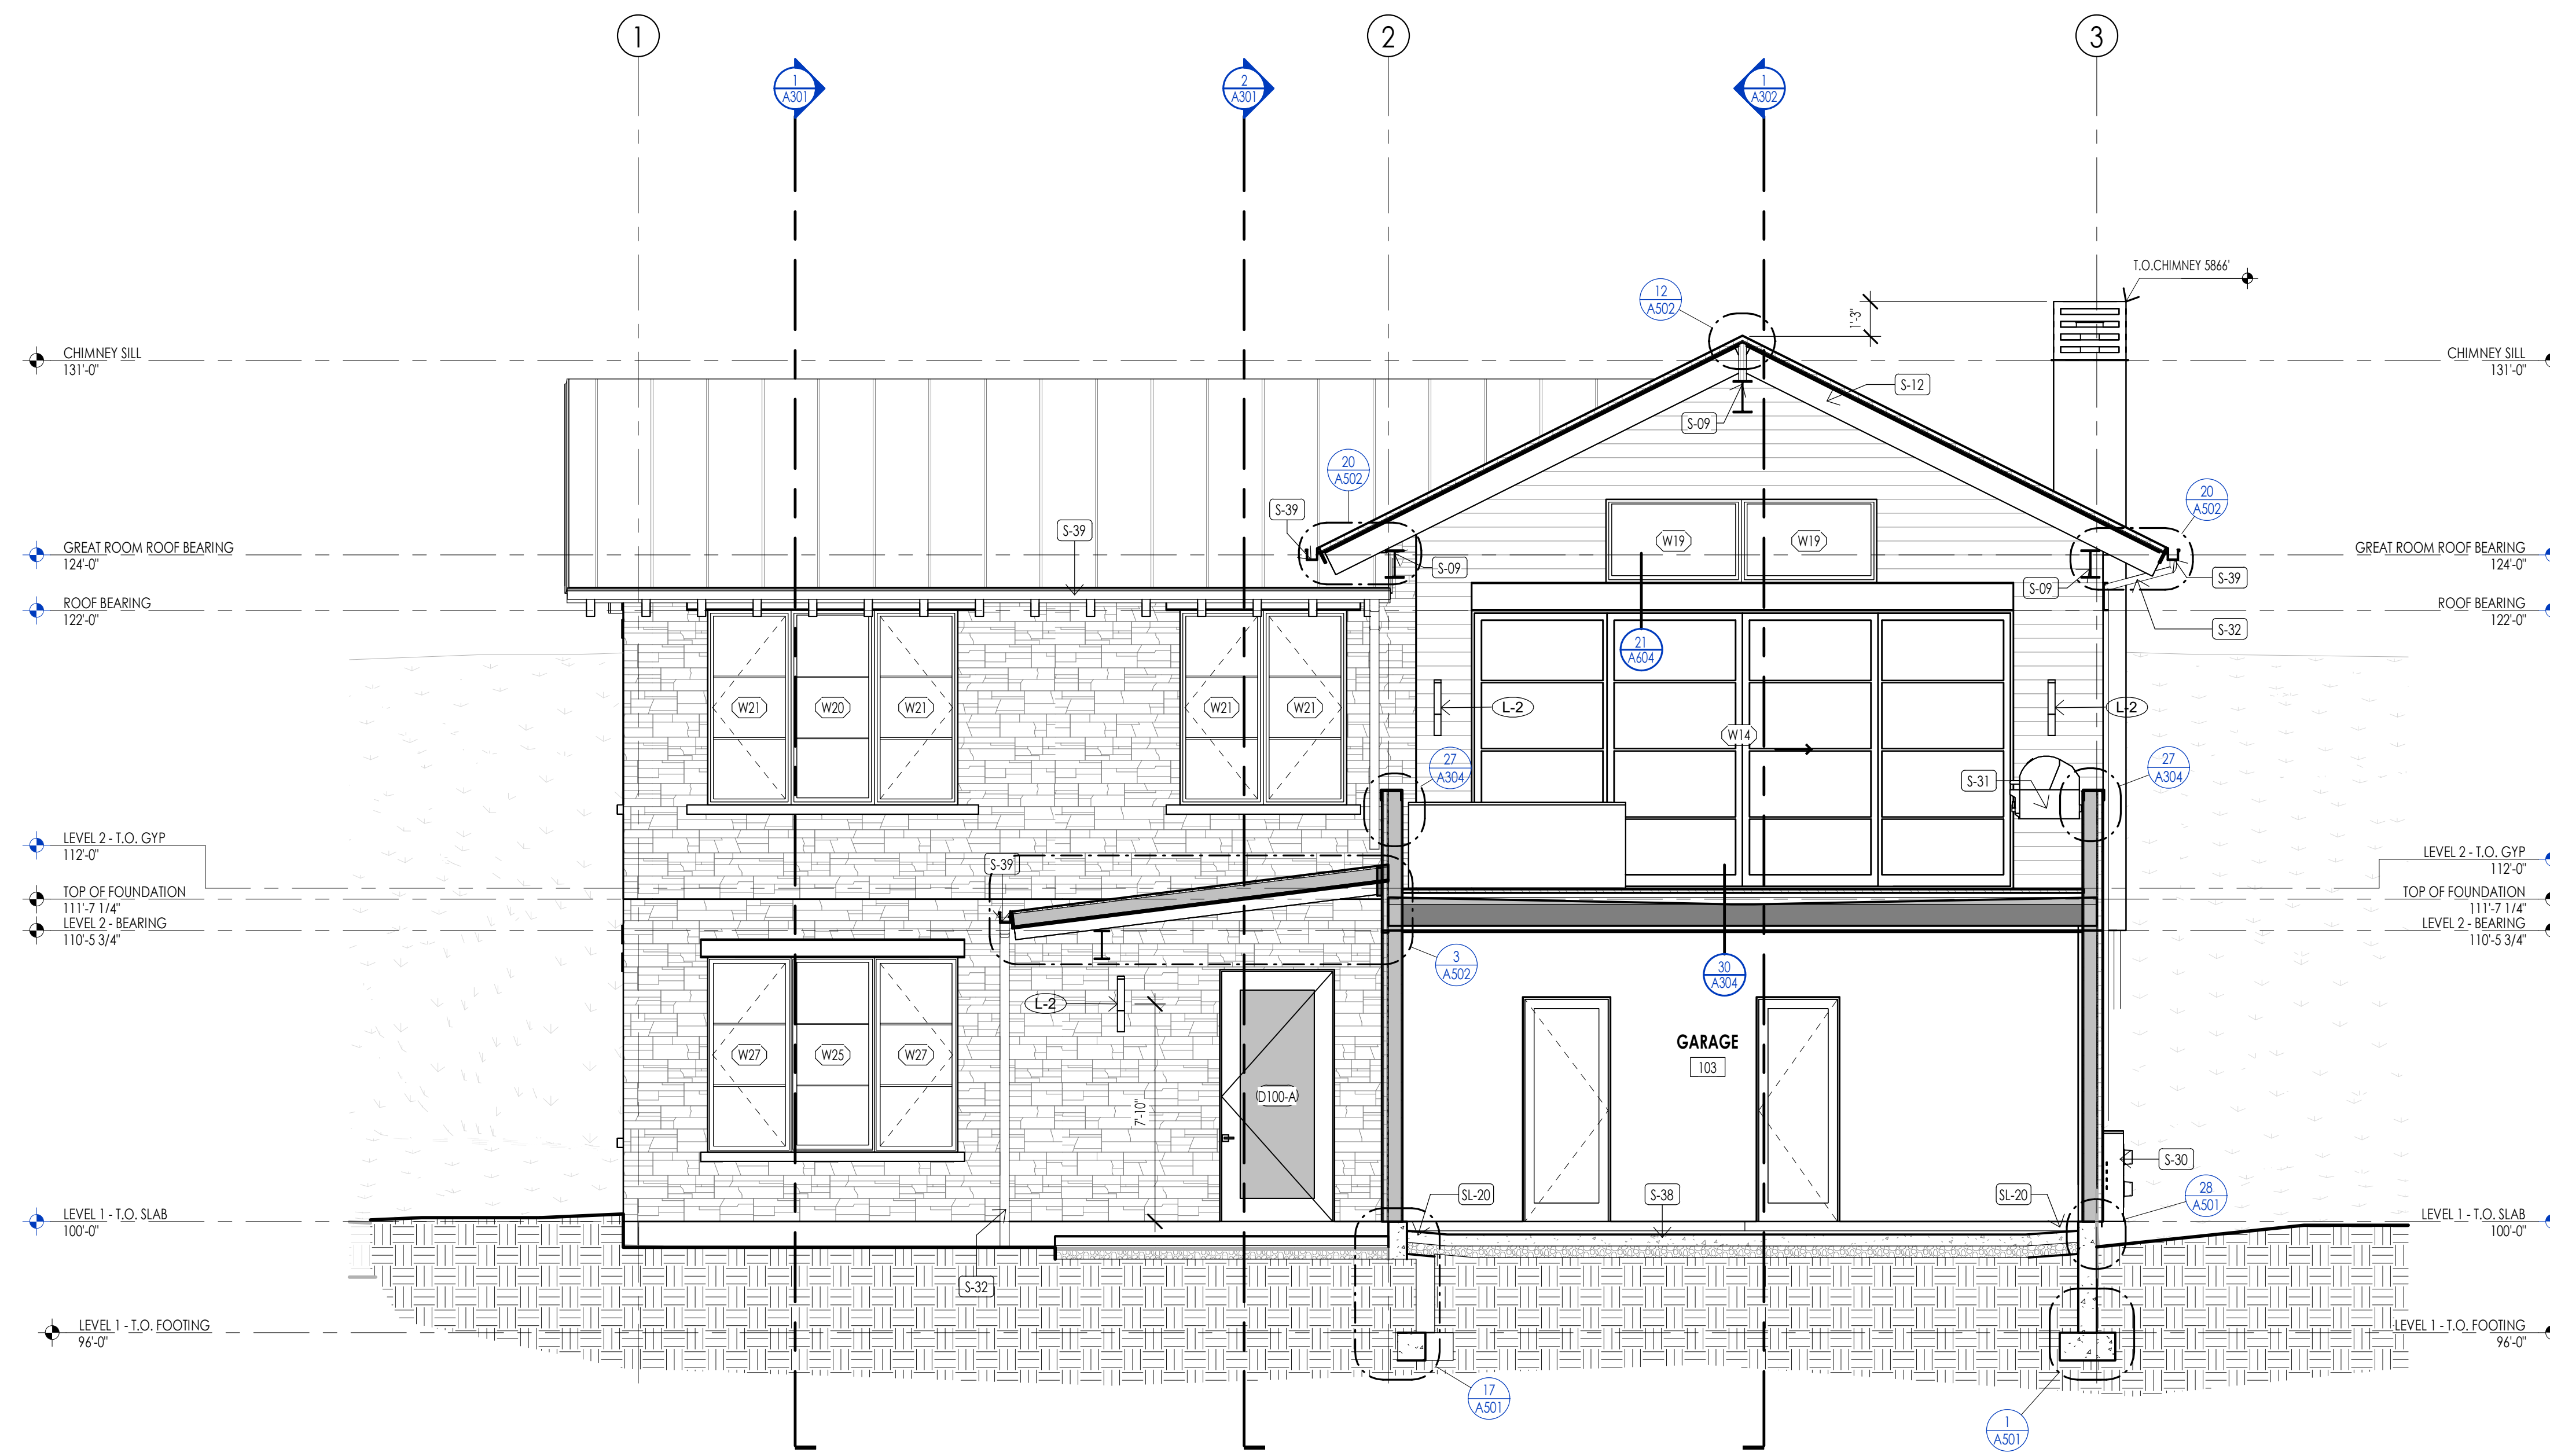 1
2
3
1
A301
2
A301
1
A302
T.O.CHIMNEY 5866'
12
A502
1'-3"
CHIMNEY SILL
131'-0"
CHIMNEY SILL
131'-0"
S-12
S-09
20
A502
20
A502
S-39
S-39
W19
W19
GREAT ROOM ROOF BEARING
124'-0"
GREAT ROOM ROOF BEARING
124'-0"
S-09
S-09
S-39
ROOF BEARING
122'-0"
ROOF BEARING
122'-0"
S-32
21
A604
W21
W20
W21
W21
W21
L-2
L-2
W14
27
A304
27
A304
S-31
LEVEL 2 - T.O. GYP
112'-0"
LEVEL 2 - T.O. GYP
112'-0"
S-39
TOP OF FOUNDATION
111'-7 1/4"
TOP OF FOUNDATION
111'-7 1/4"
LEVEL 2 - BEARING
110'-5 3/4"
LEVEL 2 - BEARING
110'-5 3/4"
3
A502
30
A304
L-2
GARAGE
103
W27
W25
W27
7'-10"
D100-A
S-30
SL-20
S-38
SL-20
28
A501
LEVEL 1 - T.O. SLAB
100'-0"
LEVEL 1 - T.O. SLAB
100'-0"
S-32
LEVEL 1 - T.O. FOOTING
96'-0"
LEVEL 1 - T.O. FOOTING
96'-0"
17
A501
1
A501